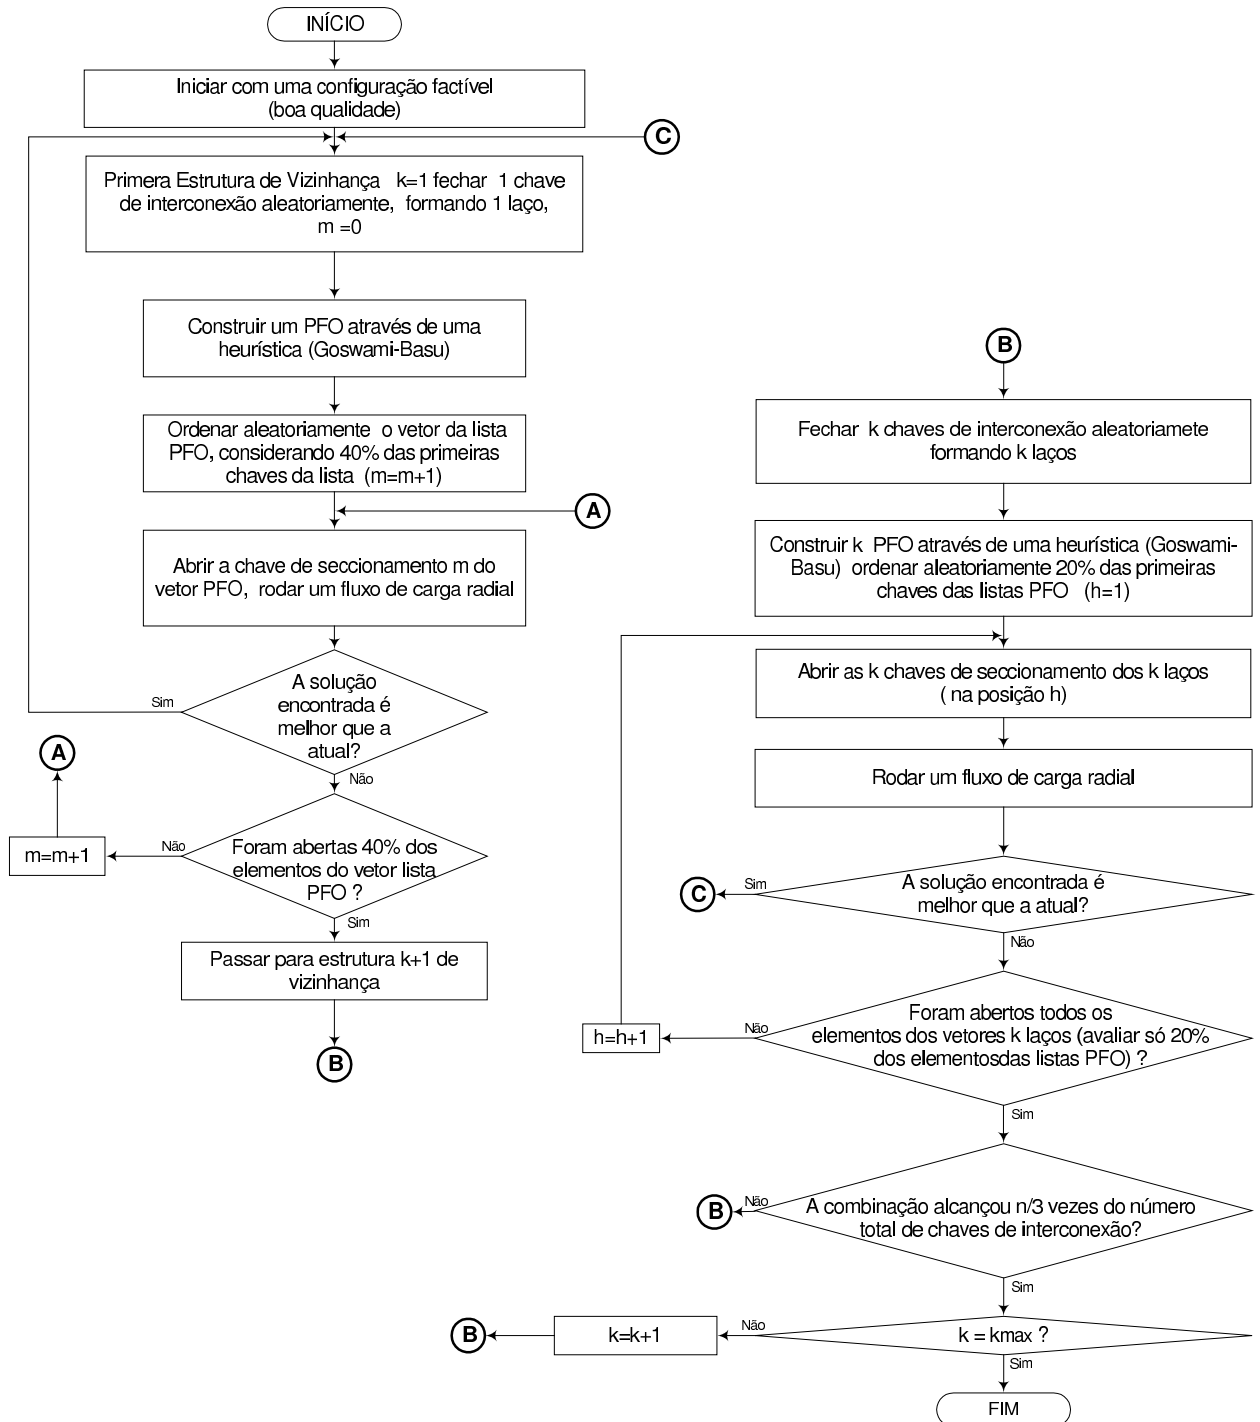 INÍCIO
Iniciar com uma configuração factível
(boa qualidade)
C
Primera Estrutura de Vizinhança k=1 fechar 1 chave
de interconexão aleatoriamente, formando 1 laço,
m =0
Construir um PFO através de uma
heurística (Goswami-Basu)
Ordenar aleatoriamente o vetor da lista
PFO, considerando 40% das primeiras
chaves da lista (m=m+1)
A
Abrir a chave de seccionamento m do
vetor PFO, rodar um fluxo de carga radial
A solução
encontrada é
melhor que a
atual?
Sim
Não
A
m=m+1
Não
Foram abertas 40% dos
elementos do vetor lista
PFO ?
Sim
Passar para estrutura k+1 de
vizinhança
B
B
Fechar k chaves de interconexão aleatoriamete
formando k laços
Construir k PFO através de uma heurística (Goswami-
Basu) ordenar aleatoriamente 20% das primeiras
chaves das listas PFO (h=1)
Abrir as k chaves de seccionamento dos k laços
( na posição h)
Rodar um fluxo de carga radial
C
Sim
A solução encontrada é
melhor que a atual?
Não
h=h+1
Não
Foram abertos todos os
elementos dos vetores k laços (avaliar só 20%
dos elementosdas listas PFO) ?
Sim
B
Não
A combinação alcançou n/3 vezes do número
total de chaves de interconexão?
Sim
B
k=k+1
Não
k = kmax ?
Sim
FIM